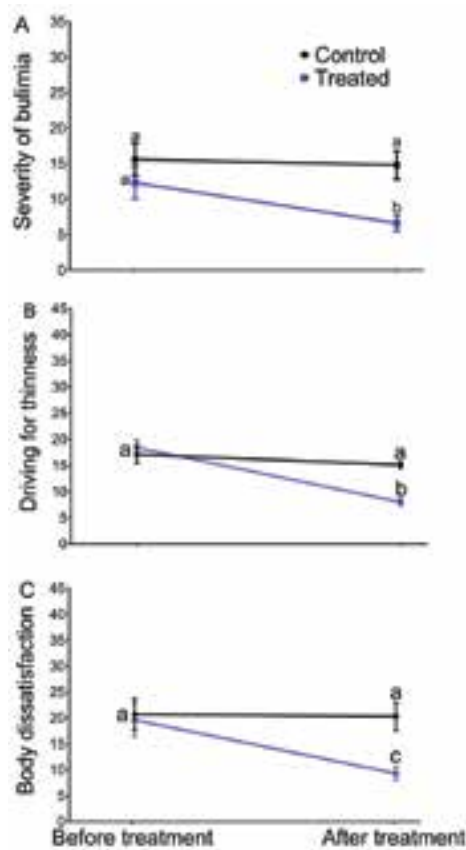 A
Severity of bulimia
35
30
25
20
15
10
5
0
Control
Treated
a
a
a
b
B
Driving for thinness
45
40
35
30
25
20
15
10
5
0
a
a
b
C
Body dissatisfaction
45
40
35
30
25
20
15
10
5
0
a
a
c
Before treatment
After treatment